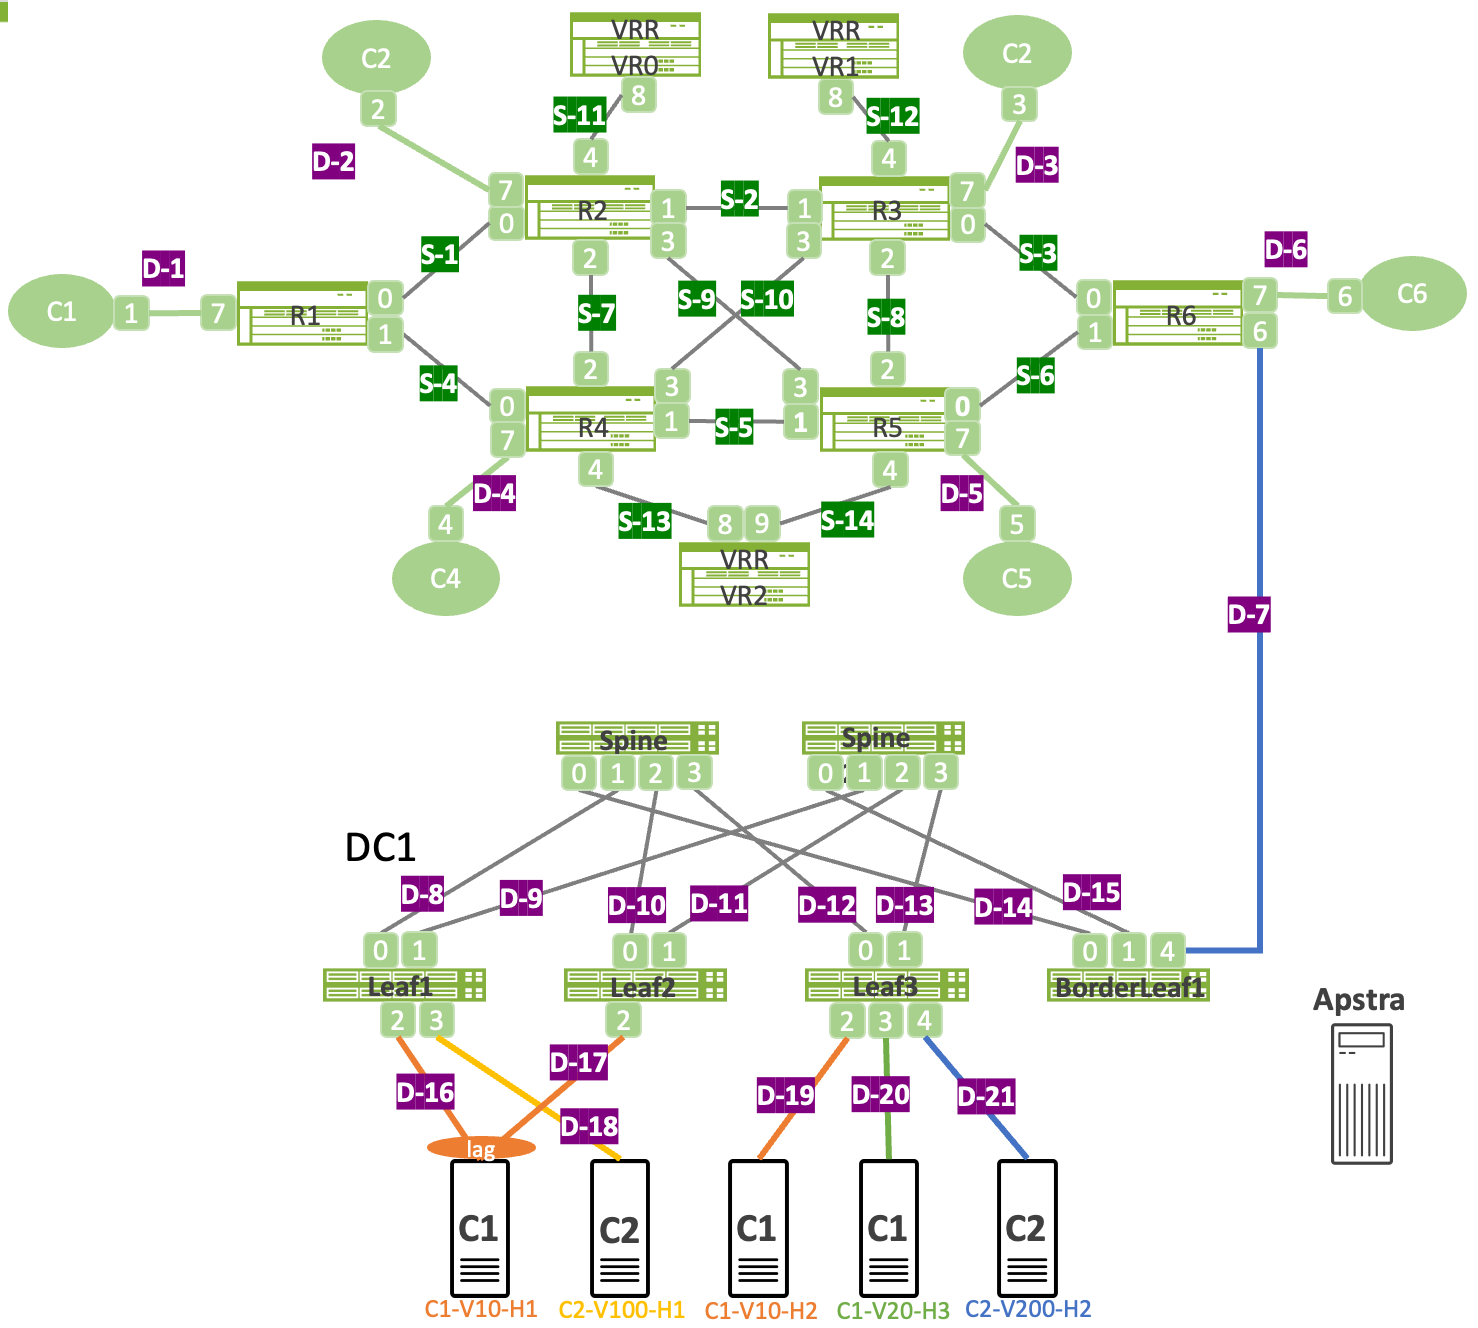 VRR
VR0
VRR
VR1
C2
C2
2
8
8
3
S-11
S-12
D-2
4
4
D-3
7
R2
1
S-2
1
R3
7
0
3
3
0
S-1
2
2
S-3
D-6
D-1
C1
1
7
R1
0
1
S-7
S-9
S-10
S-8
0
1
R6
7
6
6
C6
S-4
2
3
3
2
S-6
0
7
R4
1
S-5
1
R5
0
7
4
4
D-4
D-5
4
S-13
8
9
S-14
5
C4
VRR
VR2
C5
D-7
Spine
Spine
0
1
2
3
0
1
2
3
DC1
D-8
D-9
D-10
D-11
D-12
D-13
D-14
D-15
0
1
0
1
0
1
0
1
4
Leaf1
Leaf2
Leaf3
BorderLeaf1
Apstra
2
3
2
2
3
4
D-16
D-17
D-18
D-19
D-20
D-21
lag
C1
C2
C1
C1
C2
C1-V10-H1
C2-V100-H1
C1-V10-H2
C1-V20-H3
C2-V200-H2